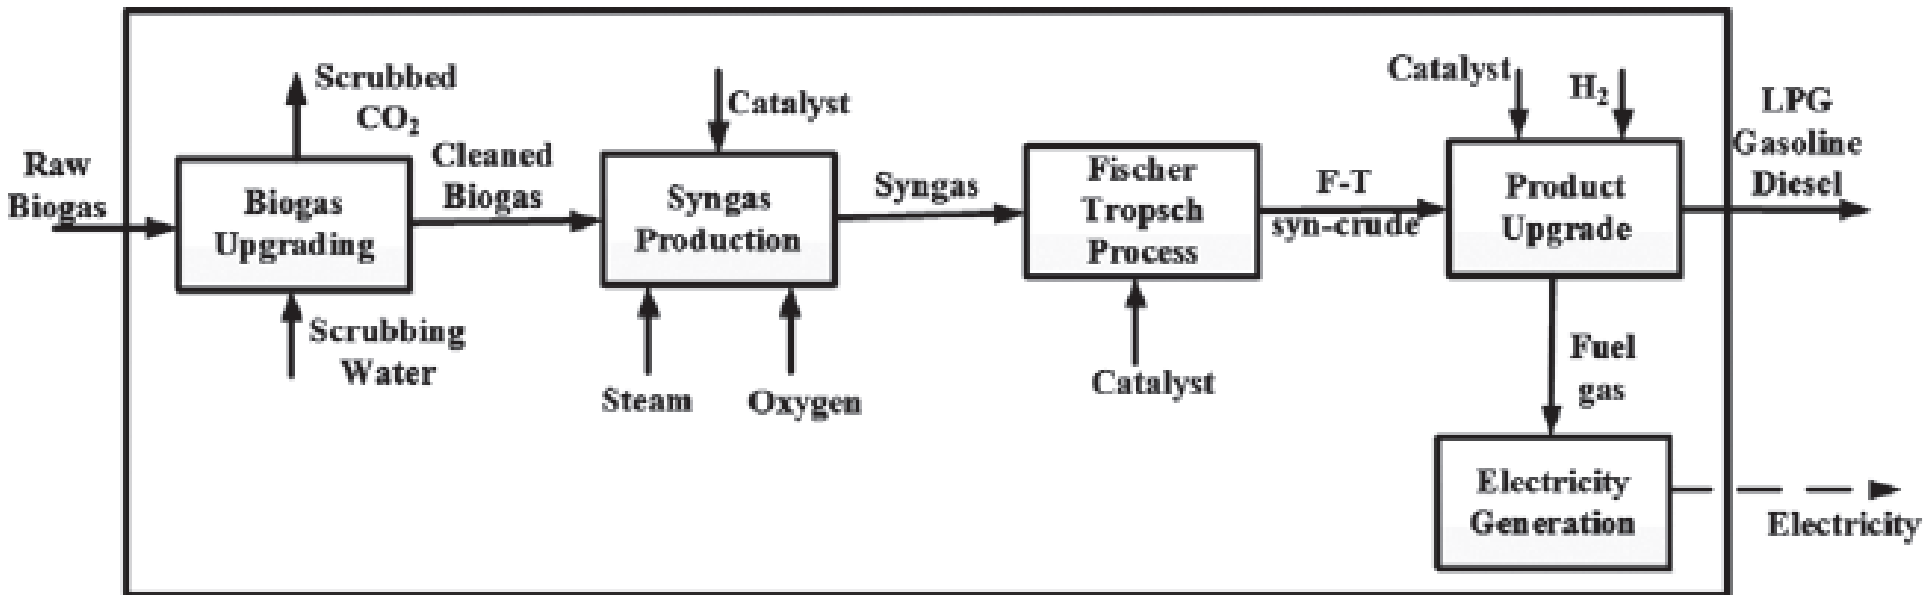 Raw
Biogas
Scrubbed
CO₂
Biogas
Upgrading
Scrubbing
Water
Cleaned
Biogas
Catalyst
Syngas
Production
Steam
Oxygen
Syngas
Fischer
Tropsch
Process
Catalyst
F-T
syn-crude
Catalyst
H₂
Product
Upgrade
LPG
Gasoline
Diesel
Fuel
gas
Electricity
Generation
Electricity